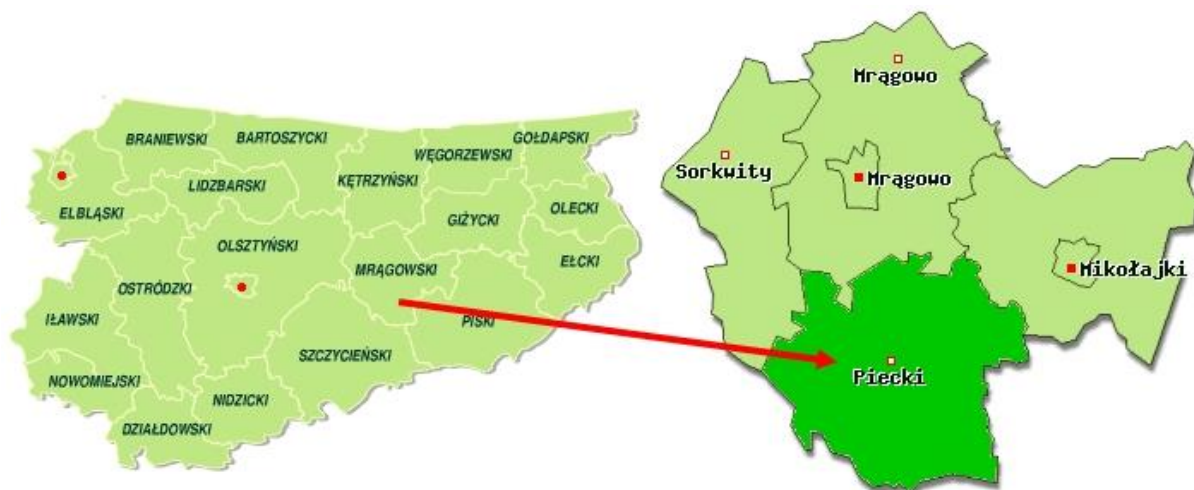 BRANIEWSKI
BARTOSZYCKI
GOŁDAPSKI
WĘGORZEWSKI
KĘTRZYŃSKI
LIDZBARSKI
ELBLĄSKI
OLECKI
GIŻYCKI
OLSZTYŃSKI
EŁCKI
MRĄGOWSKI
OSTRÓDZKI
IŁAWSKI
PISKI
SZCZYCIEŃSKI
NOWOMIEJSKI
NIDZICKI
DZIAŁDOWSKI
Mrągowo
Sorkwity
Mrągowo
Mikołajki
Piecki